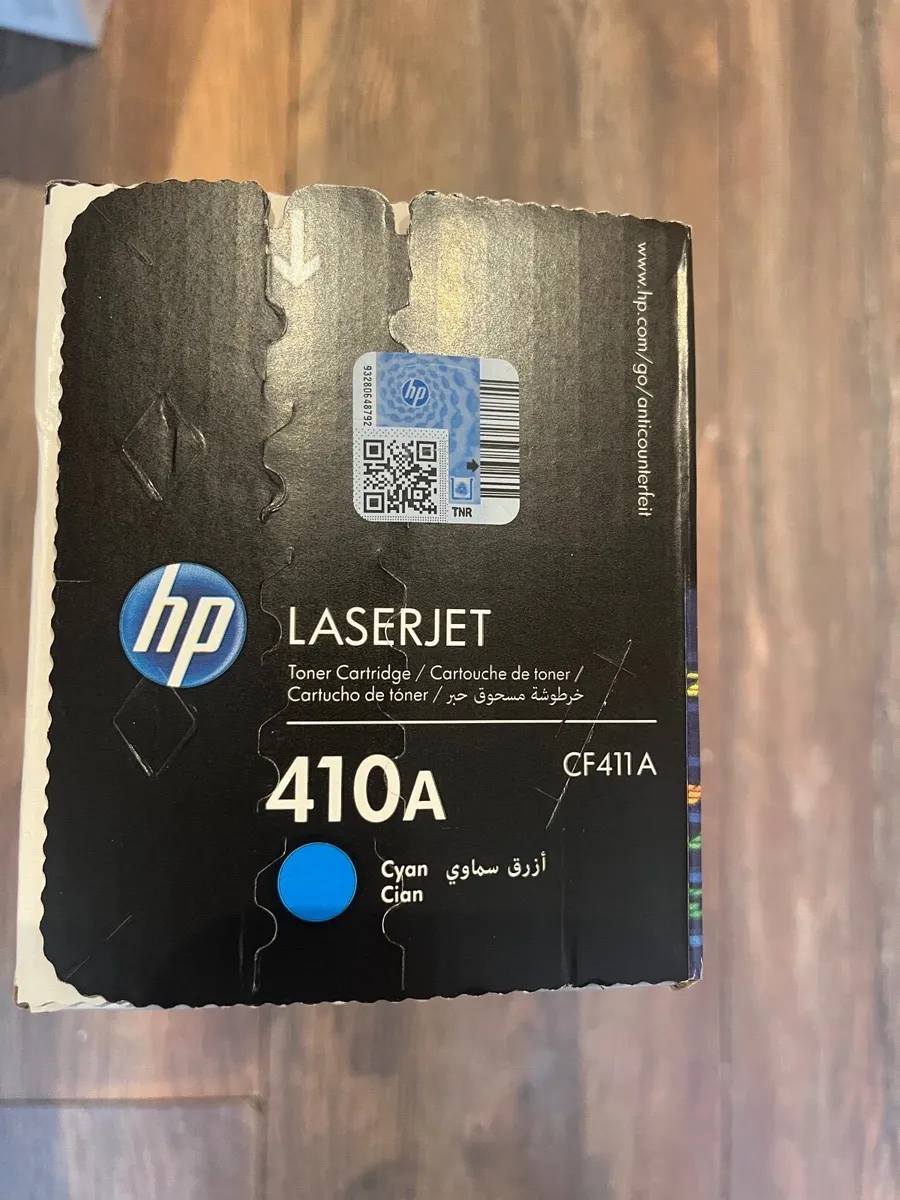 www.hp.com/go/anticounterfeit
93280648792
hp
TNR
hp
LASERJET
Toner Cartridge / Cartouche de toner /
Cartucho de tóner / خرطوشة مسحوق حبر
410A
CF411A
Cyan أزرق سماوي
Cian